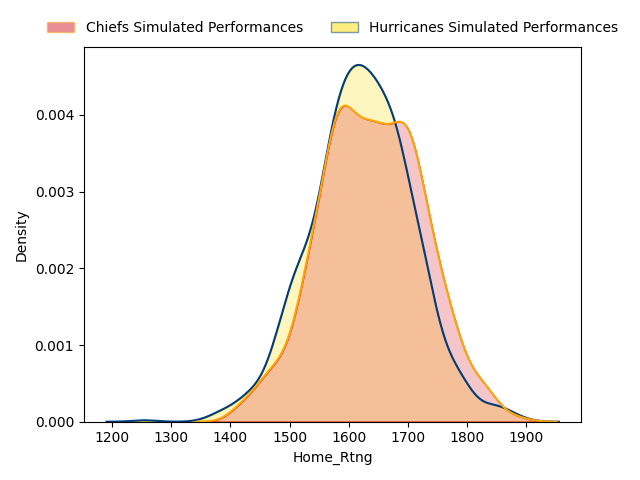 Chiefs Simulated Performances Hurricanes Simulated Performances
0.004
0.003
0.002
0.001
0.000
Density
1200 1300 1400 1500 1600 1700 1800 1900
Home_Rtng